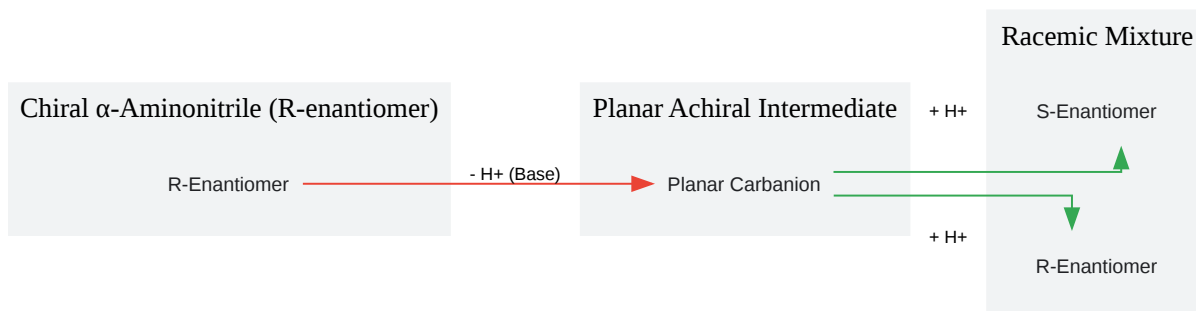 Racemic Mixture
Chiral α-Aminonitrile (R-enantiomer)
Planar Achiral Intermediate
+ H+
S-Enantiomer
R-Enantiomer
- H+ (Base)
Planar Carbanion
+ H+
R-Enantiomer